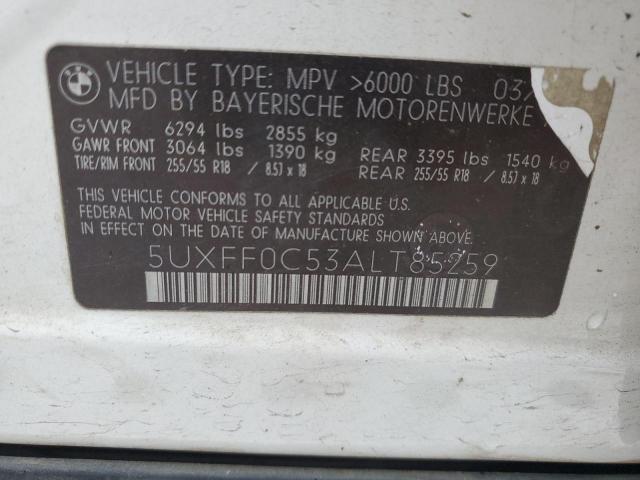 BMW
VEHICLE TYPE: MPV >6000 LBS 03/
MFD BY BAYERISCHE MOTORENWERKE
GVWR 6294 lbs 2855 kg
GAWR FRONT 3064 lbs 1390 kg REAR 3395 lbs 1540 kg
TIRE/RIM FRONT 255/55 R18 / 8.5J x 18 REAR 255/55 R18 / 8.5J x 18
THIS VEHICLE CONFORMS TO ALL APPLICABLE U.S.
FEDERAL MOTOR VEHICLE SAFETY STANDARDS
IN EFFECT ON THE DATE OF MANUFACTURE SHOWN ABOVE.
5UXFF0C53ALT85259